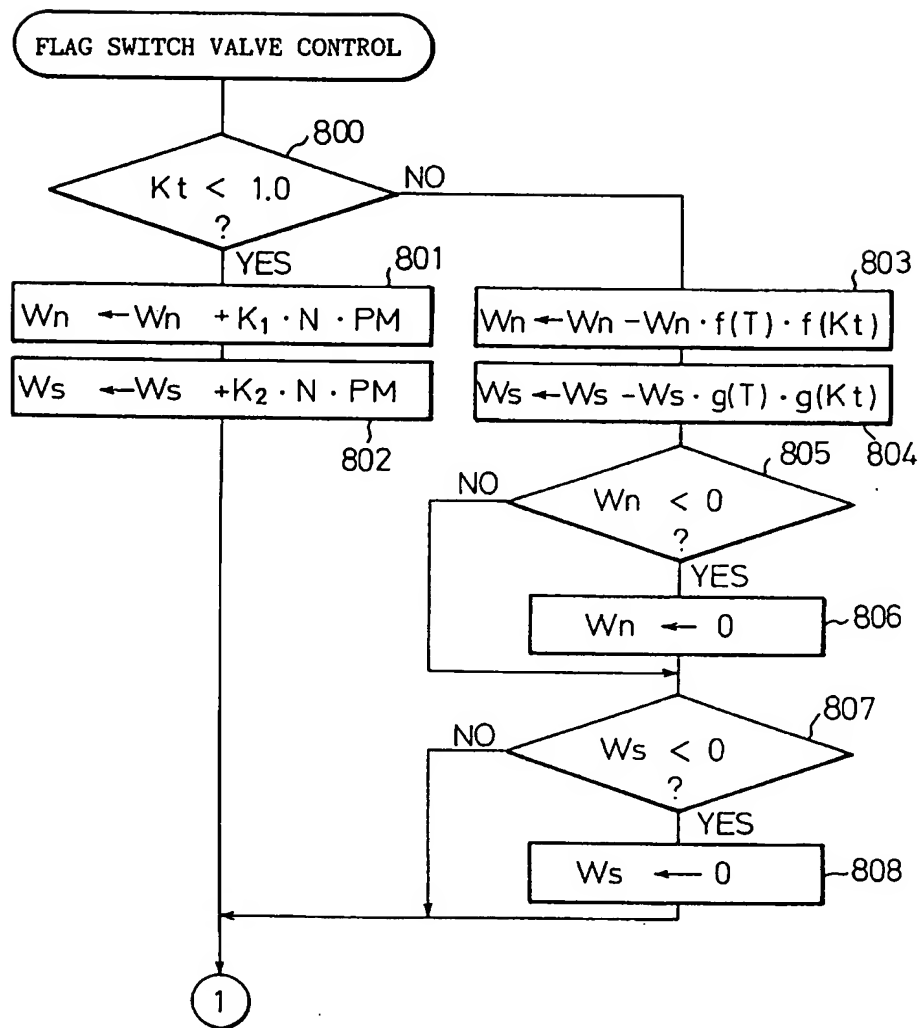 FLAG SWITCH VALVE CONTROL
800
Kt < 1.0
?
NO
YES
801
Wn ← Wn + K₁ · N · PM
Ws ← Ws + K₂ · N · PM
802
803
Wn ← Wn − Wn · f(T) · f(Kt)
Ws ← Ws − Ws · g(T) · g(Kt)
804
805
NO
Wn < 0
?
YES
Wn ← 0
806
807
NO
Ws < 0
?
YES
Ws ← 0
808
1